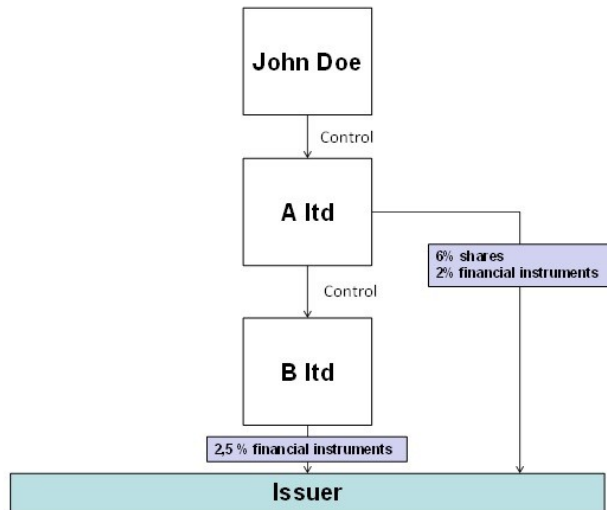 John Doe
Control
A ltd
6% shares
2% financial instruments
Control
B ltd
2,5 % financial instruments
Issuer